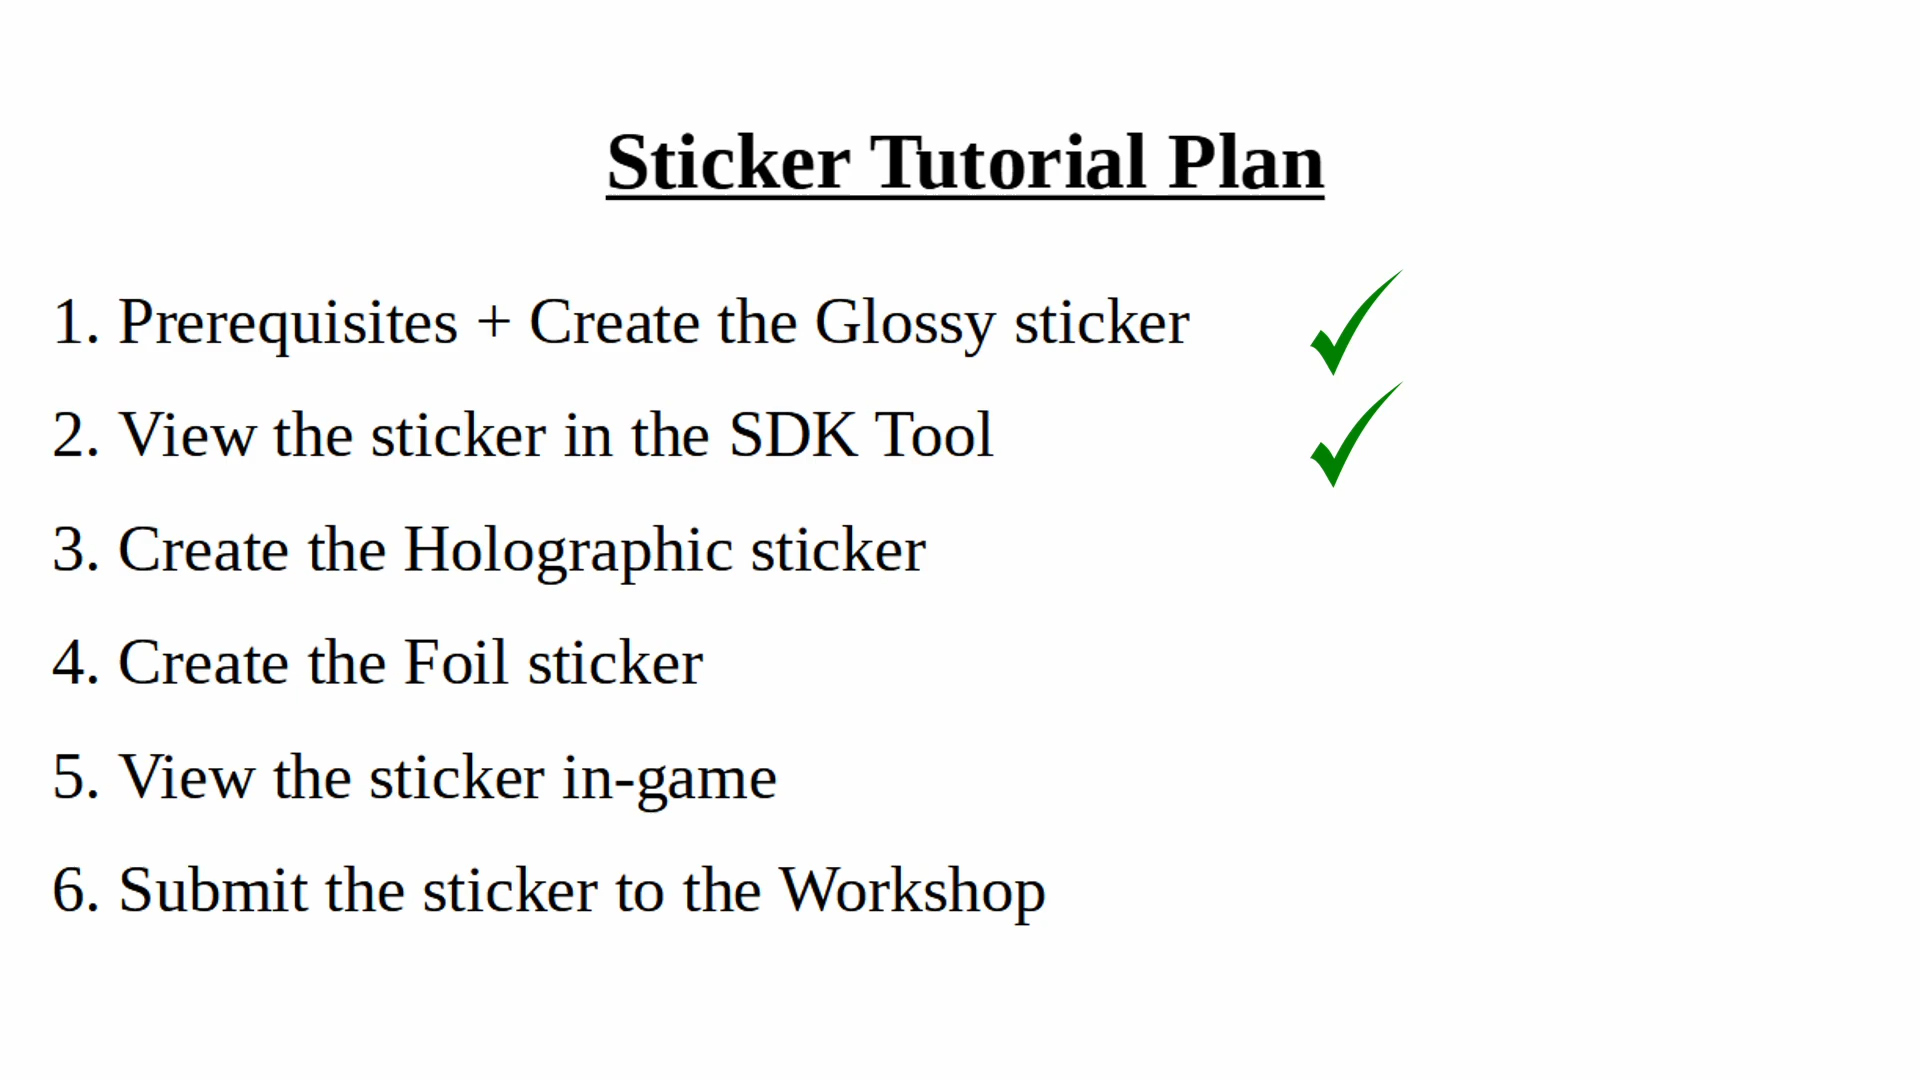 Sticker Tutorial Plan
1. Prerequisites + Create the Glossy sticker
2. View the sticker in the SDK Tool
3. Create the Holographic sticker
4. Create the Foil sticker
5. View the sticker in-game
6. Submit the sticker to the Workshop